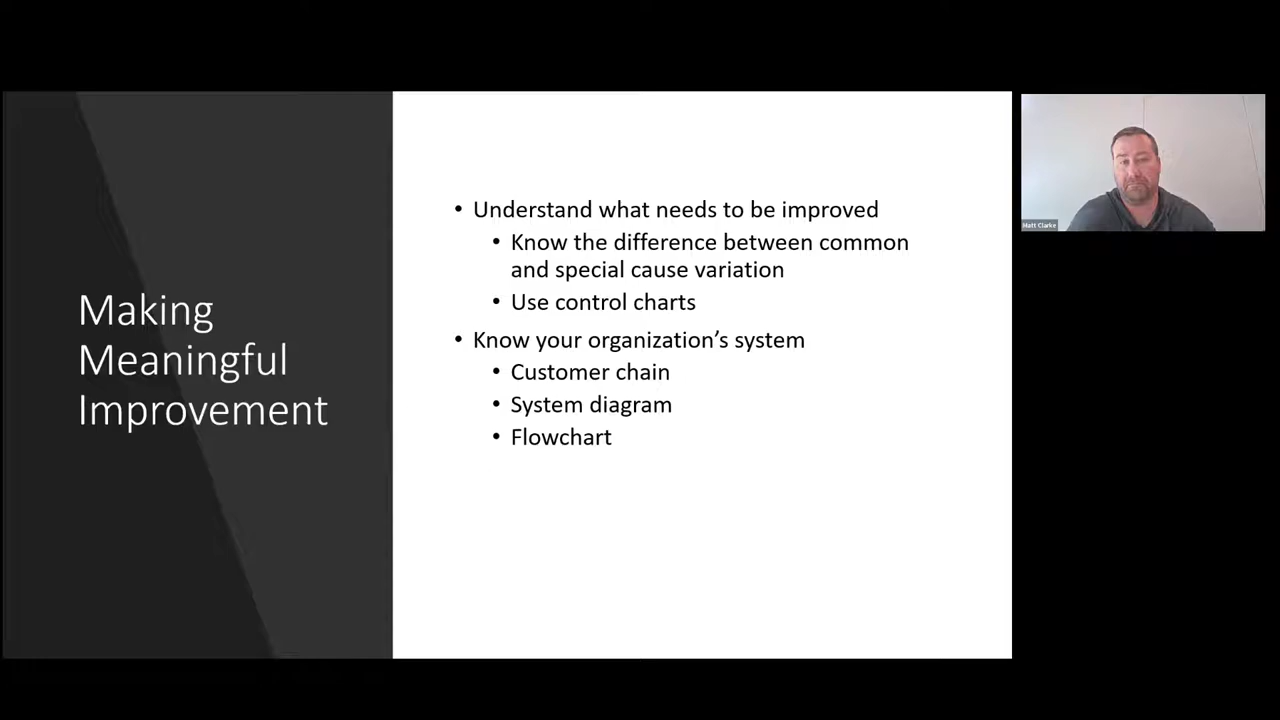 Making
Meaningful
Improvement
• Understand what needs to be improved
• Know the difference between common
and special cause variation
• Use control charts
• Know your organization’s system
• Customer chain
• System diagram
• Flowchart
Matt Clarke